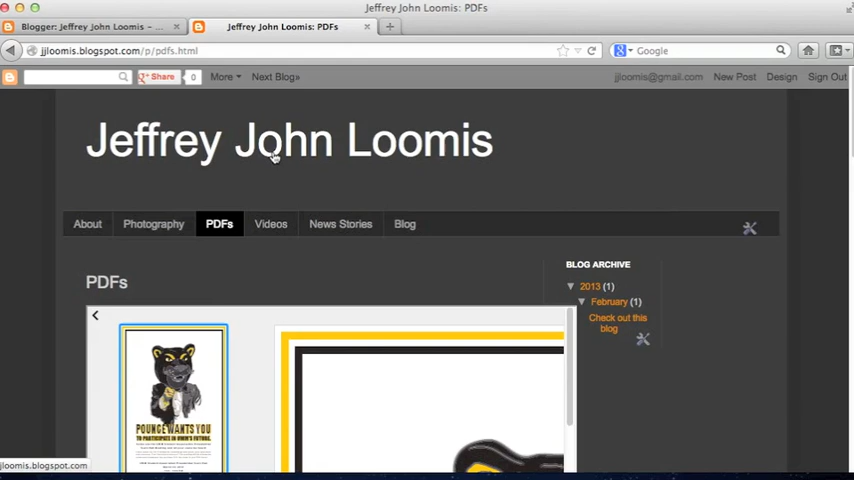 Jeffrey John Loomis: PDFs
Blogger: Jeffrey John Loomis – ...
Jeffrey John Loomis: PDFs
jjloomis.blogspot.com/p/pdfs.html
Google
Share
0
More
Next Blog»
jjloomis@gmail.com
New Post
Design
Sign Out
Jeffrey John Loomis
About
Photography
PDFs
Videos
News Stories
Blog
PDFs
BLOG ARCHIVE
▼ 2013 (1)
▼ February (1)
Check out this
blog
POUNCE WANTS YOU
TO PARTICIPATE IN UWM'S FUTURE.
jloomis.blogspot.com